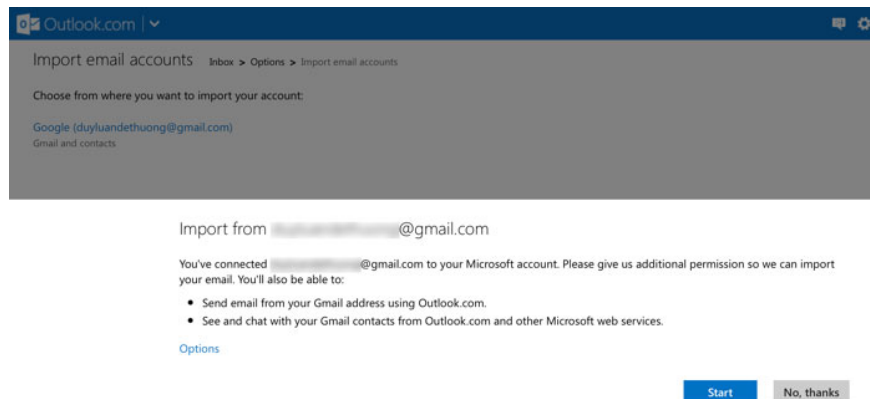 Outlook.com
Import email accounts Inbox > Options > Import email accounts
Choose from where you want to import your account:
Google (duyluandethuong@gmail.com)
Gmail and contacts
Import from @gmail.com
You've connected @gmail.com to your Microsoft account. Please give us additional permission so we can import
your email. You'll also be able to:
• Send email from your Gmail address using Outlook.com.
• See and chat with your Gmail contacts from Outlook.com and other Microsoft web services.
Options
Start No, thanks